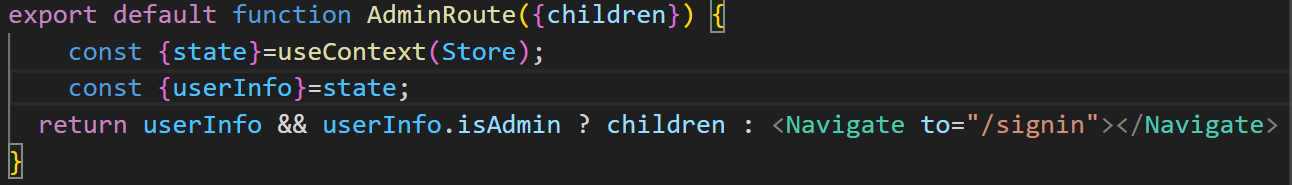 export default function AdminRoute({children}) {
    const {state}=useContext(Store);
    const {userInfo}=state;
  return userInfo && userInfo.isAdmin ? children : <Navigate to="/signin"></Navigate>
}